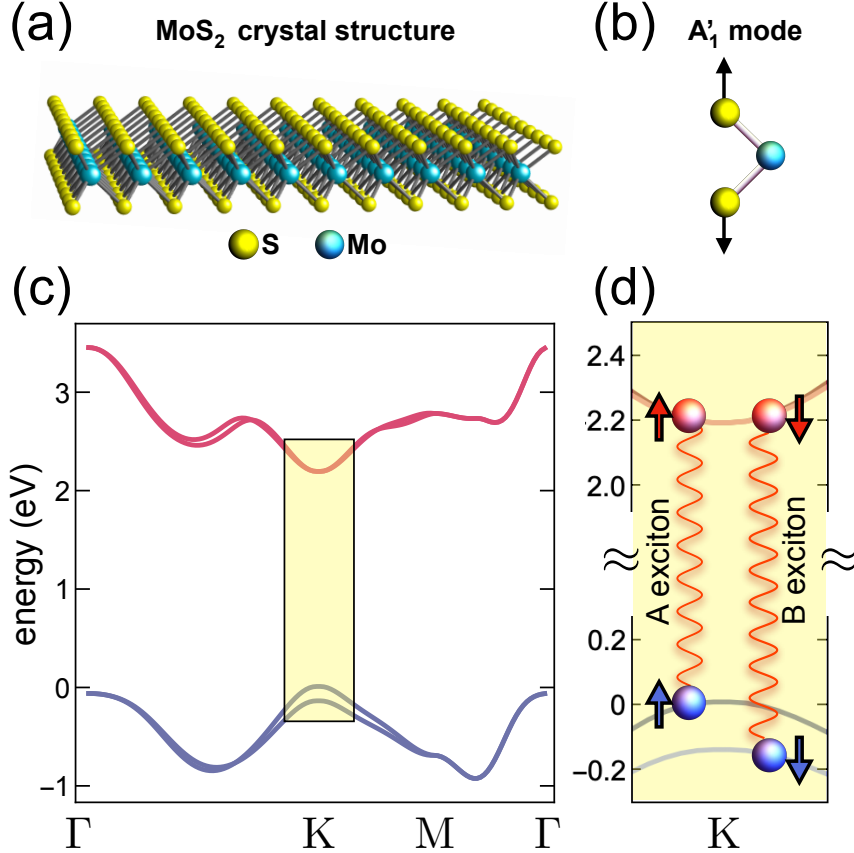 (a)
MoS₂ crystal structure
S
Mo
(b)
A'₁ mode
(c)
energy (eV)
3
2
1
0
−1
Γ
K
M
Γ
(d)
2.4
2.2
2.0
≈
≈
0.2
0
−0.2
A exciton
B exciton
K